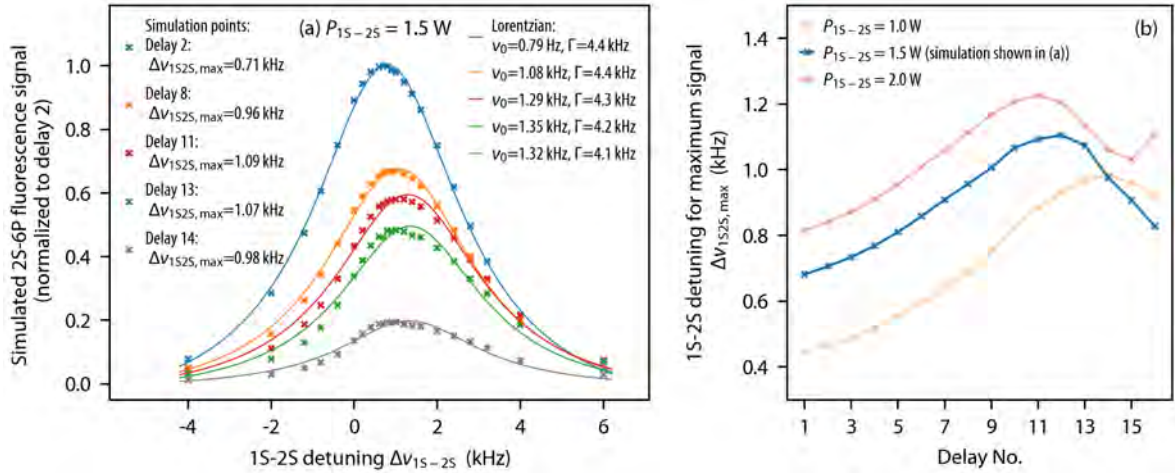 Simulation points:
Delay 2:
Δν1S2S,max=0.71 kHz
Delay 8:
Δν1S2S,max=0.96 kHz
Delay 11:
Δν1S2S,max=1.09 kHz
Delay 13:
Δν1S2S,max=1.07 kHz
Delay 14:
Δν1S2S,max=0.98 kHz
(a) P1S−2S = 1.5 W
Lorentzian:
ν0=0.79 Hz, Γ=4.4 kHz
ν0=1.08 kHz, Γ=4.4 kHz
ν0=1.29 kHz, Γ=4.3 kHz
ν0=1.35 kHz, Γ=4.2 kHz
ν0=1.32 kHz, Γ=4.1 kHz
Simulated 2S-6P fluorescence signal
(normalized to delay 2)
1.0
0.8
0.6
0.4
0.2
0.0
-4 -2 0 2 4 6
1S-2S detuning Δν1S−2S (kHz)
(b)
P1S−2S = 1.0 W
P1S−2S = 1.5 W (simulation shown in (a))
P1S−2S = 2.0 W
1S-2S detuning for maximum signal
Δν1S2S,max (kHz)
1.4
1.2
1.0
0.8
0.6
0.4
1 3 5 7 9 11 13 15
Delay No.